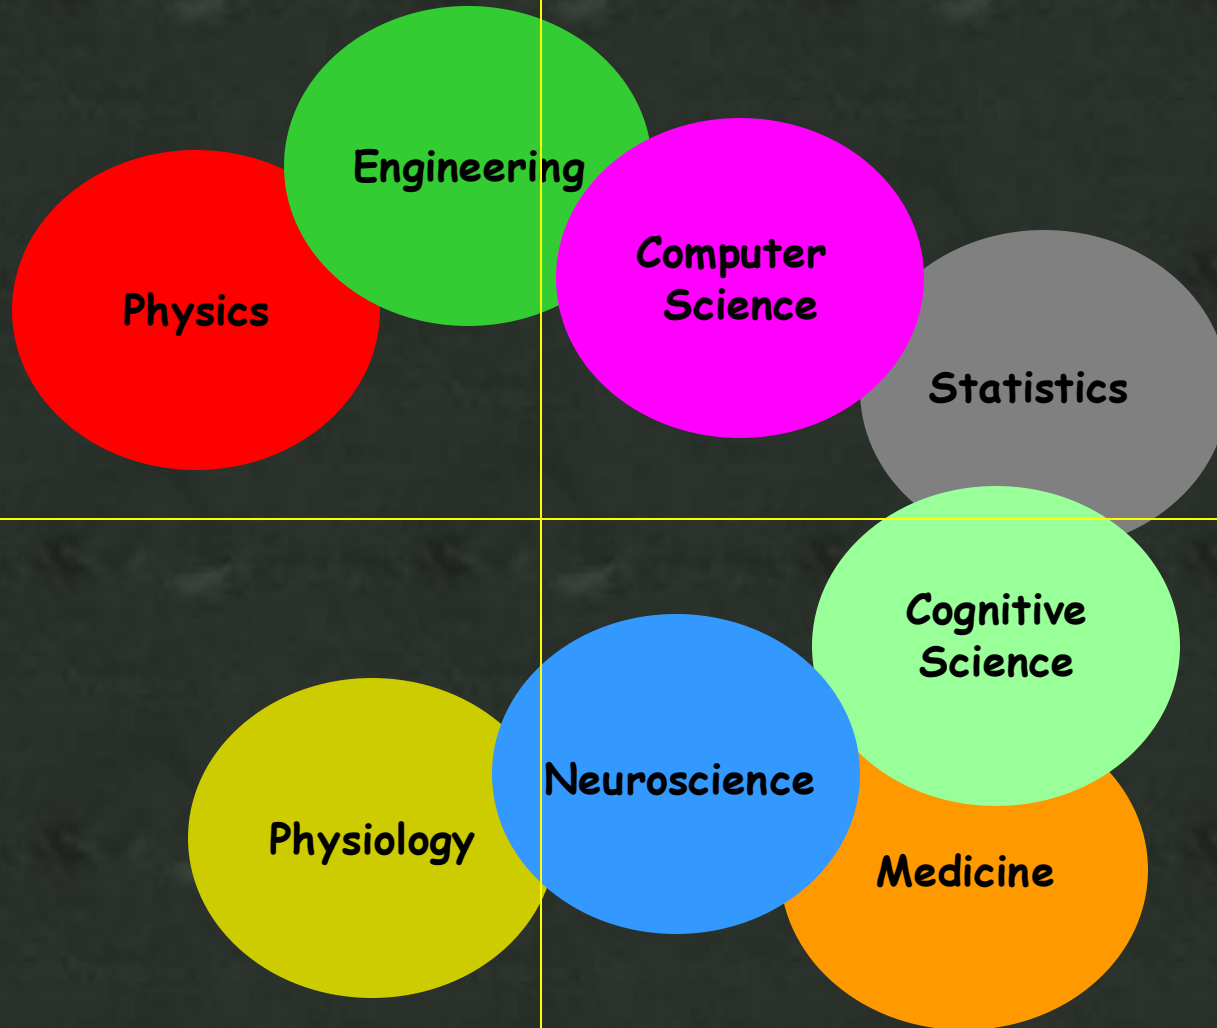 Engineering
Computer
Science
Physics
Statistics
Cognitive
Science
Neuroscience
Physiology
Medicine